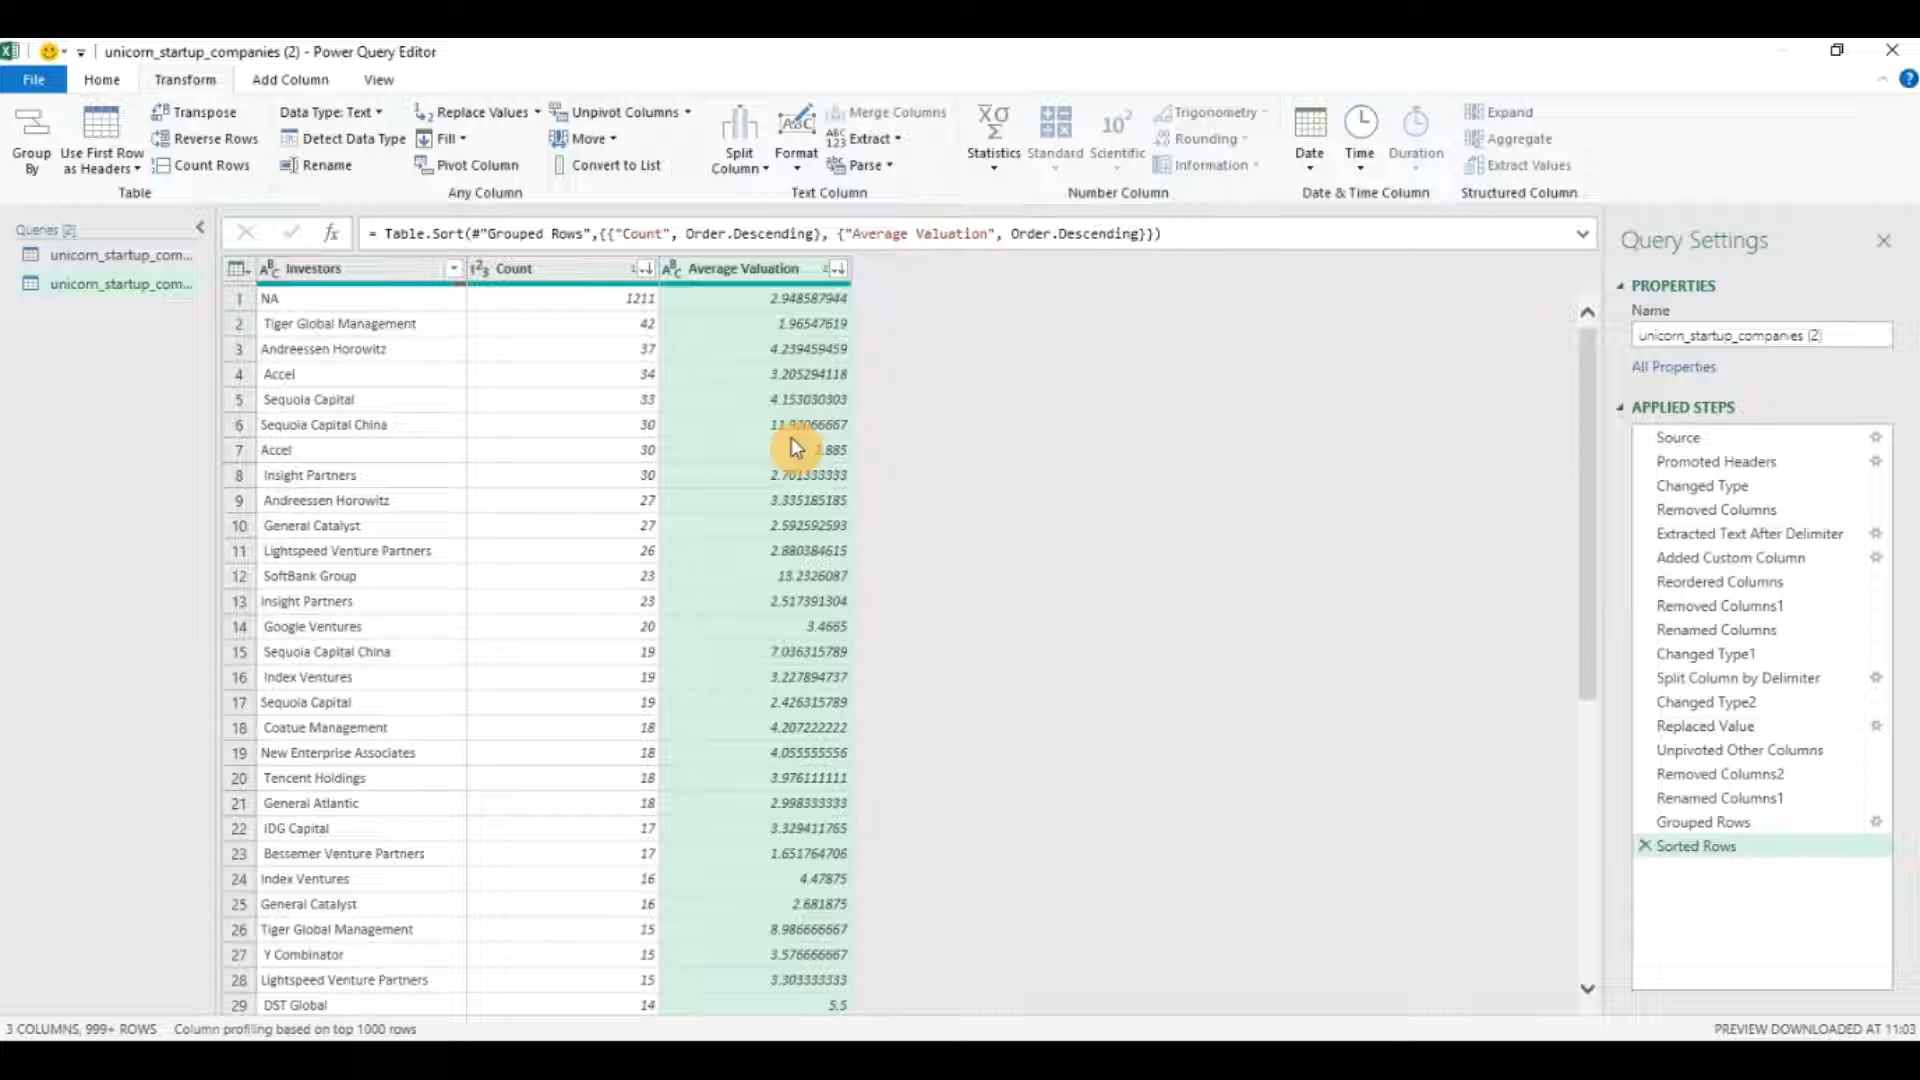 unicorn_startup_companies (2) - Power Query Editor
File Home Transform Add Column View
Group By
Use First Row as Headers
Transpose
Reverse Rows
Count Rows
Table
Data Type: Text
Detect Data Type
Rename
Replace Values
Fill
Pivot Column
Unpivot Columns
Move
Convert to List
Any Column
Split Column
Format
Merge Columns
Extract
Parse
Text Column
Statistics
Standard
Scientific
Trigonometry
Rounding
Information
Number Column
Date
Time
Duration
Date & Time Column
Expand
Aggregate
Extract Values
Structured Column
Queries [2]
unicorn_startup_com...
unicorn_startup_com...
= Table.Sort(#"Grouped Rows",{{"Count", Order.Descending}, {"Average Valuation", Order.Descending}})
Investors Count Average Valuation
1 NA 1211 2.948587944
2 Tiger Global Management 42 1.96547619
3 Andreessen Horowitz 37 4.239459459
4 Accel 34 3.205294118
5 Sequoia Capital 33 4.153030303
6 Sequoia Capital China 30
7 Accel 30
8 Insight Partners 30 2.701333333
9 Andreessen Horowitz 27 3.335185185
10 General Catalyst 27 2.592592593
11 Lightspeed Venture Partners 26 2.880384615
12 SoftBank Group 23 13.2326087
13 Insight Partners 23 2.517391304
14 Google Ventures 20 3.4665
15 Sequoia Capital China 19 7.036315789
16 Index Ventures 19 3.227894737
17 Sequoia Capital 19 2.426315789
18 Coatue Management 18 4.207222222
19 New Enterprise Associates 18 4.055555556
20 Tencent Holdings 18 3.976111111
21 General Atlantic 18 2.998333333
22 IDG Capital 17 3.329411765
23 Bessemer Venture Partners 17 1.651764706
24 Index Ventures 16 4.47875
25 General Catalyst 16 2.681875
26 Tiger Global Management 15 8.986666667
27 Y Combinator 15 3.576666667
28 Lightspeed Venture Partners 15 3.303333333
29 DST Global 14 5.5
Query Settings
PROPERTIES
Name
unicorn_startup_companies (2)
All Properties
APPLIED STEPS
Source
Promoted Headers
Changed Type
Removed Columns
Extracted Text After Delimiter
Added Custom Column
Reordered Columns
Removed Columns1
Renamed Columns
Changed Type1
Split Column by Delimiter
Changed Type2
Replaced Value
Unpivoted Other Columns
Removed Columns2
Renamed Columns1
Grouped Rows
Sorted Rows
3 COLUMNS, 999+ ROWS Column profiling based on top 1000 rows
PREVIEW DOWNLOADED AT 11:03